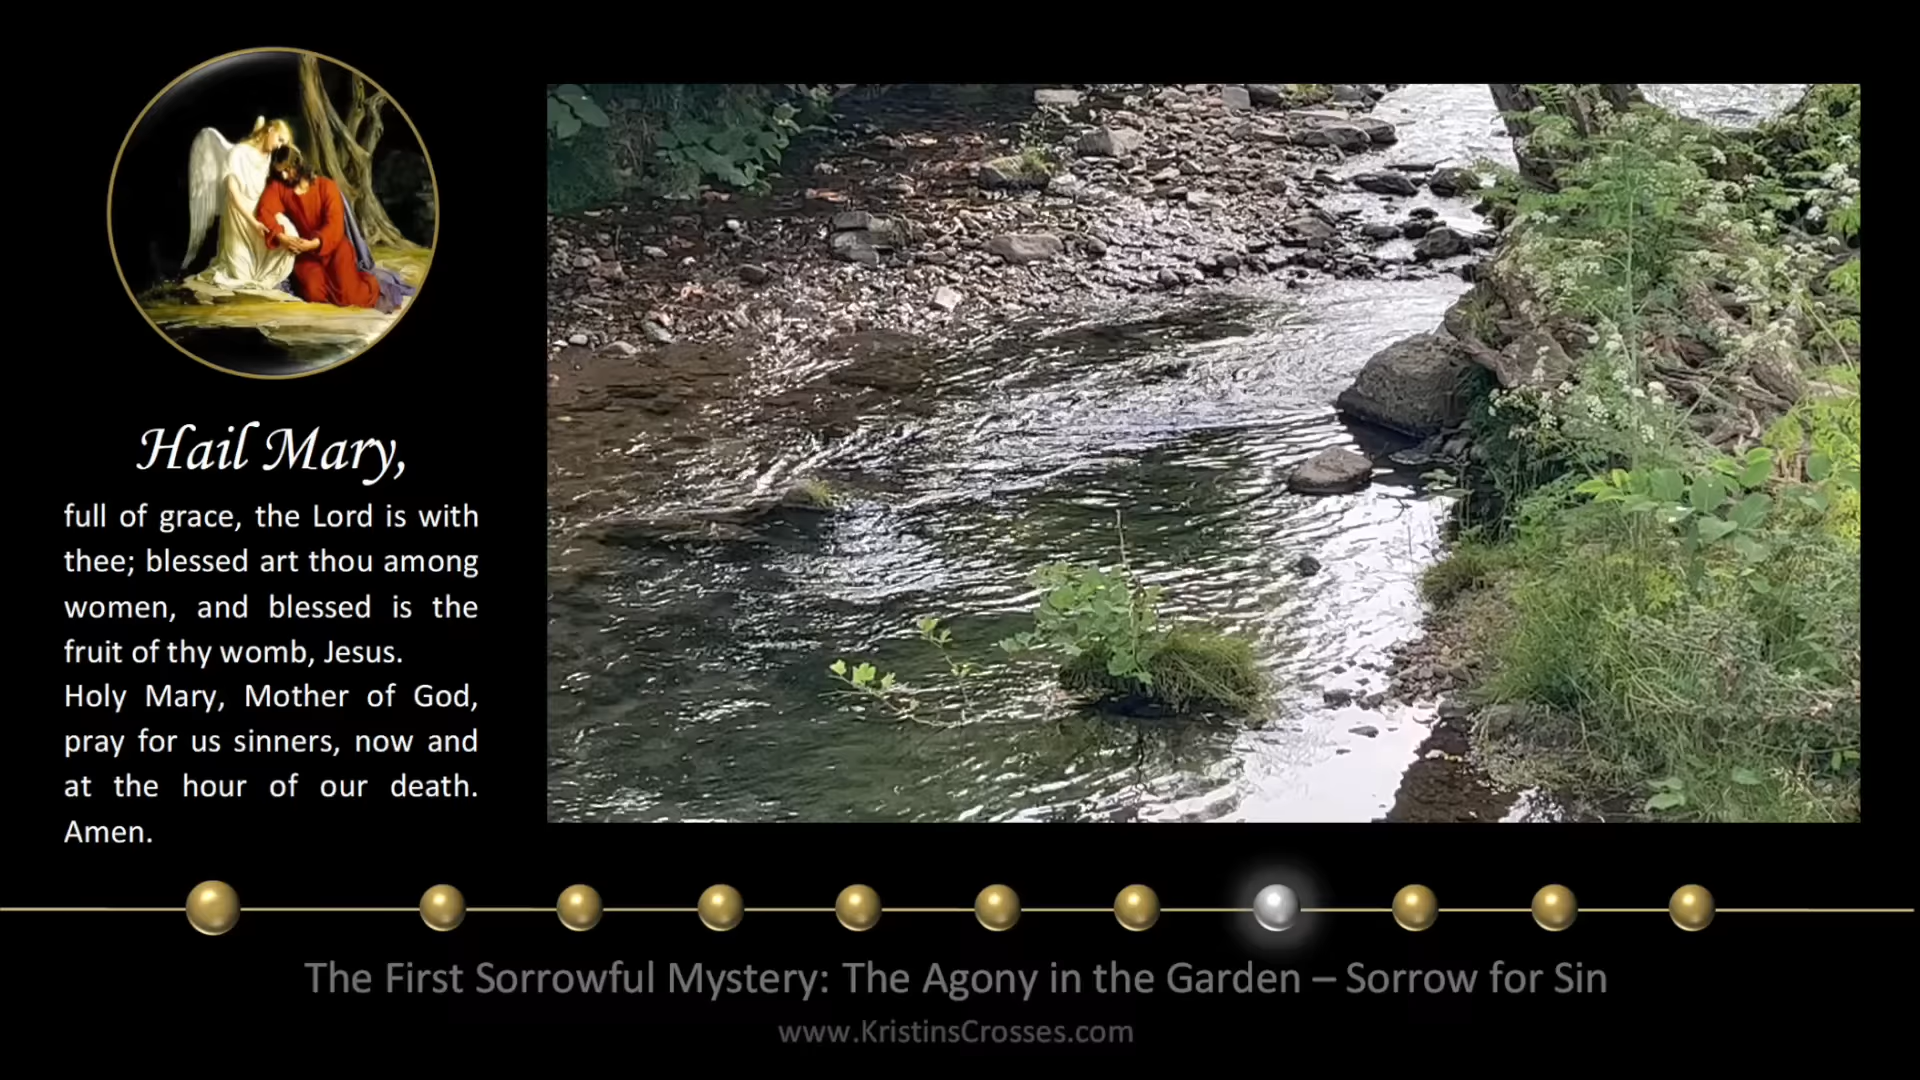 Hail Mary,
full of grace, the Lord is with
thee; blessed art thou among
women, and blessed is the
fruit of thy womb, Jesus.
Holy Mary, Mother of God,
pray for us sinners, now and
at the hour of our death.
Amen.
The First Sorrowful Mystery: The Agony in the Garden – Sorrow for Sin
www.KristinsCrosses.com